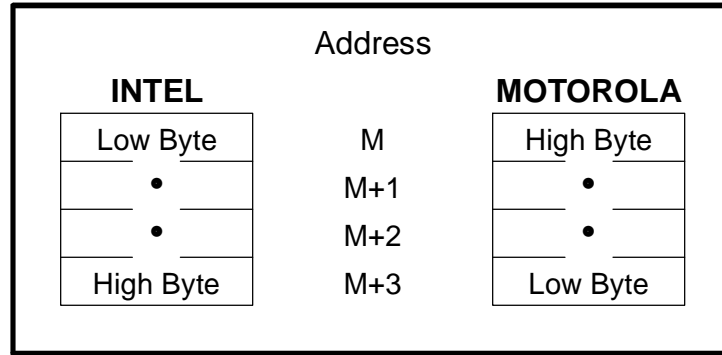 Address
INTEL MOTOROLA
Low Byte M High Byte
• M+1 •
• M+2 •
High Byte M+3 Low Byte